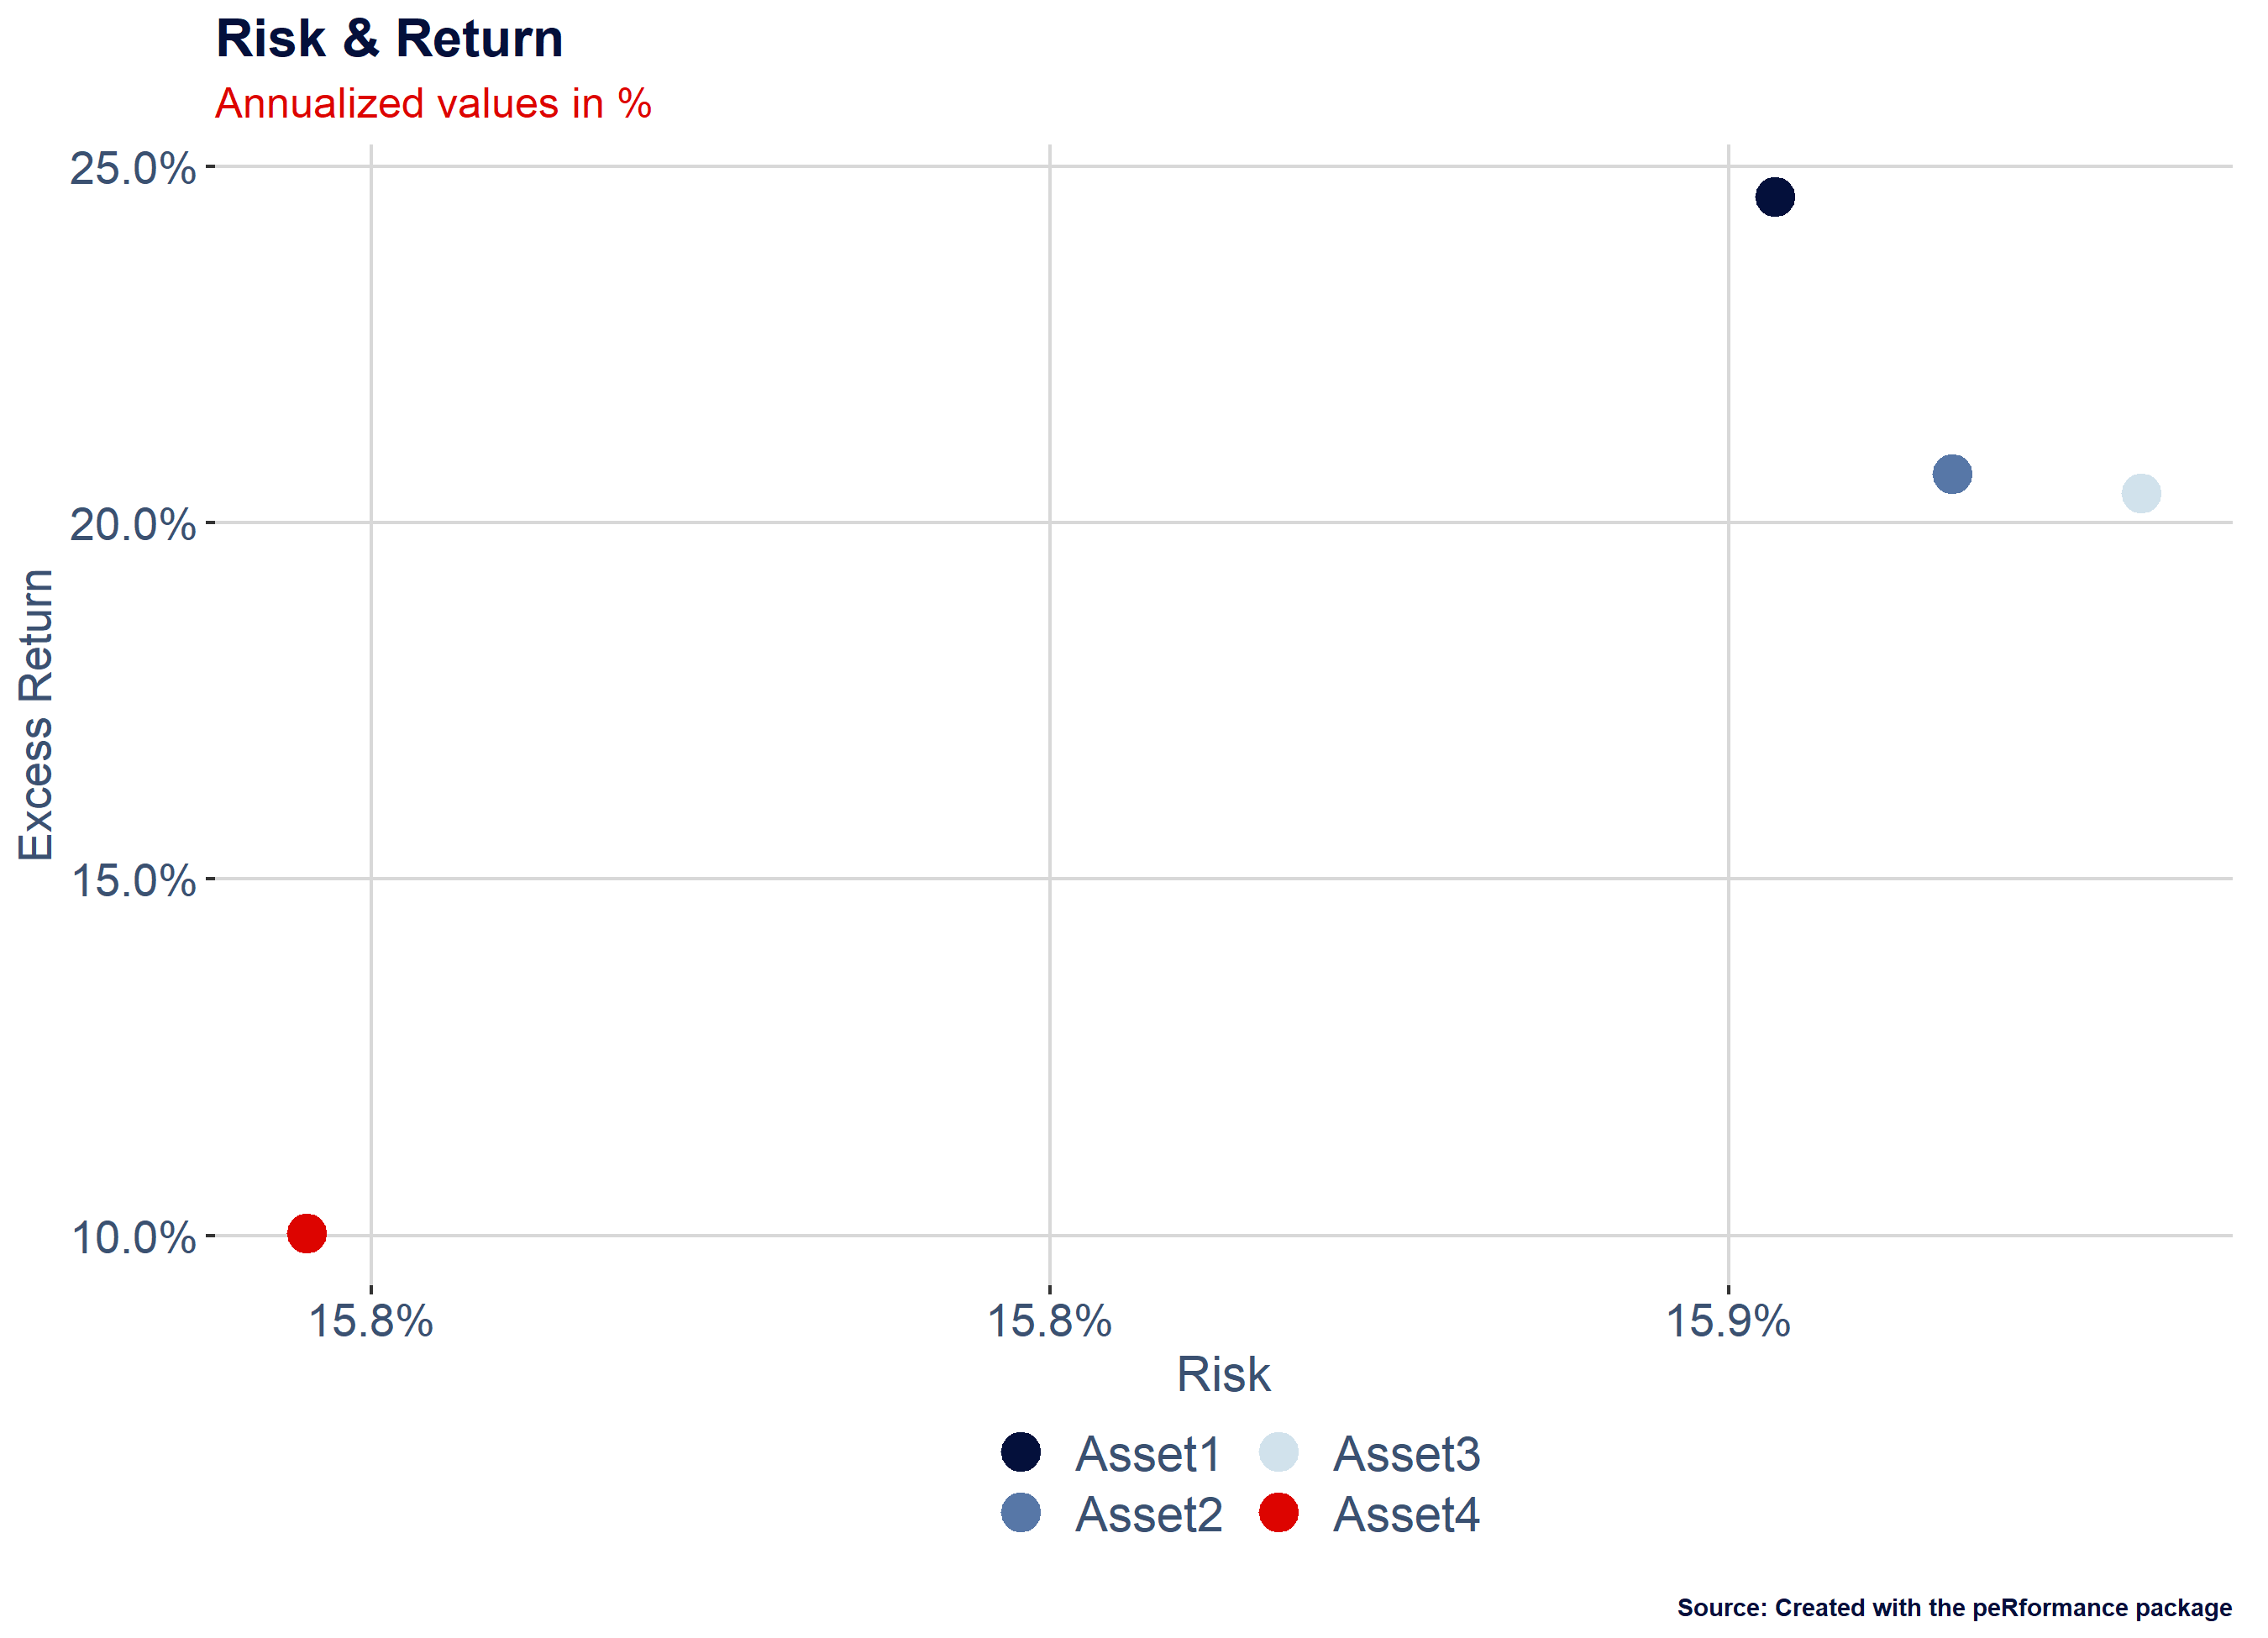 Risk & Return
Annualized values in %
25.0%
20.0%
15.0%
10.0%
Excess Return
15.8% 15.8% 15.9%
Risk
Asset1 Asset3
Asset2 Asset4
Source: Created with the peRformance package